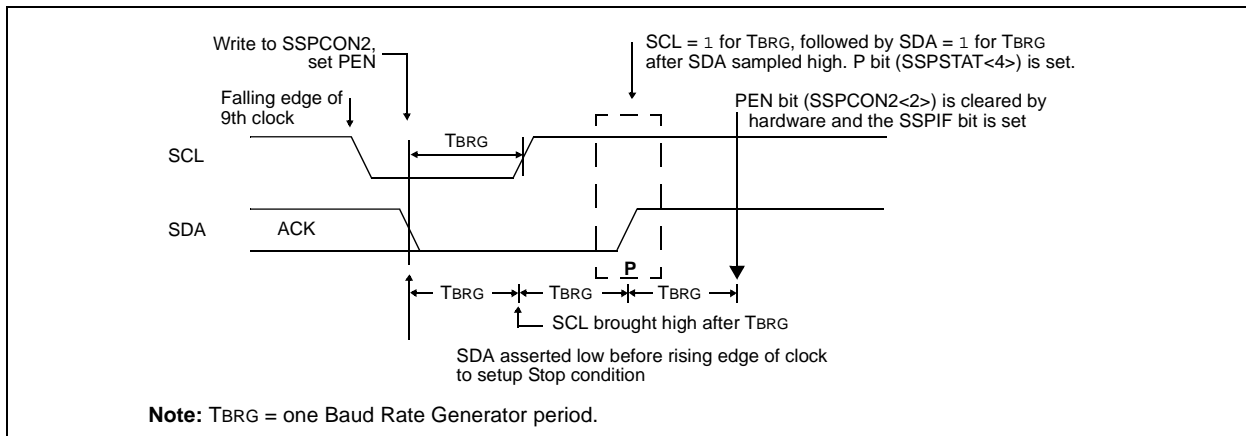 Write to SSPCON2,
set PEN
SCL = 1 for TBRG, followed by SDA = 1 for TBRG
after SDA sampled high. P bit (SSPSTAT<4>) is set.
Falling edge of
9th clock
PEN bit (SSPCON2<2>) is cleared by
hardware and the SSPIF bit is set
TBRG
SCL
SDA
ACK
P
TBRG
TBRG
TBRG
SCL brought high after TBRG
SDA asserted low before rising edge of clock
to setup Stop condition
Note: TBRG = one Baud Rate Generator period.